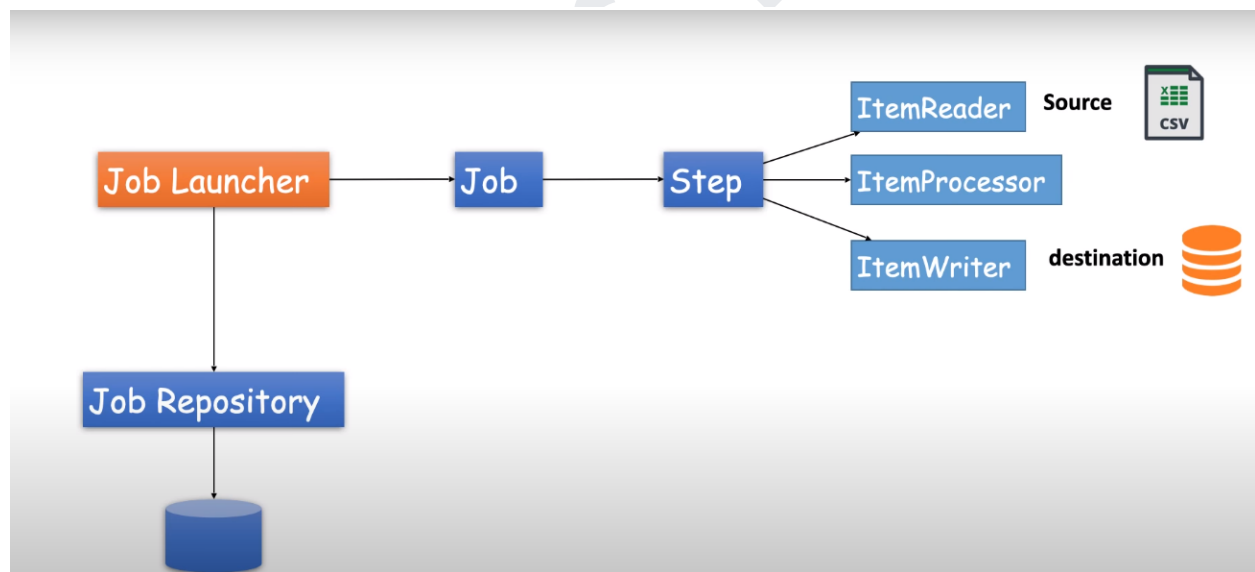 ItemReader
Source
X
CSV
Job Launcher
Job
Step
ItemProcessor
ItemWriter
destination
Job Repository